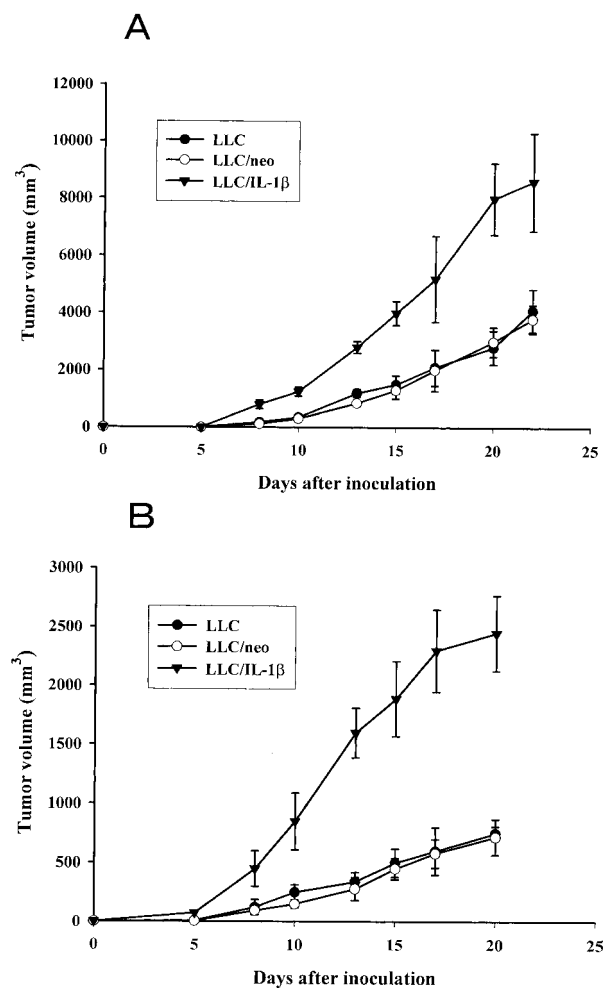 A
12000
10000
8000
6000
4000
2000
0
Tumor volume (mm³)
LLC
LLC/neo
LLC/IL-1β
0 5 10 15 20 25
Days after inoculation
B
3000
2500
2000
1500
1000
500
0
Tumor volume (mm³)
LLC
LLC/neo
LLC/IL-1β
0 5 10 15 20 25
Days after inoculation